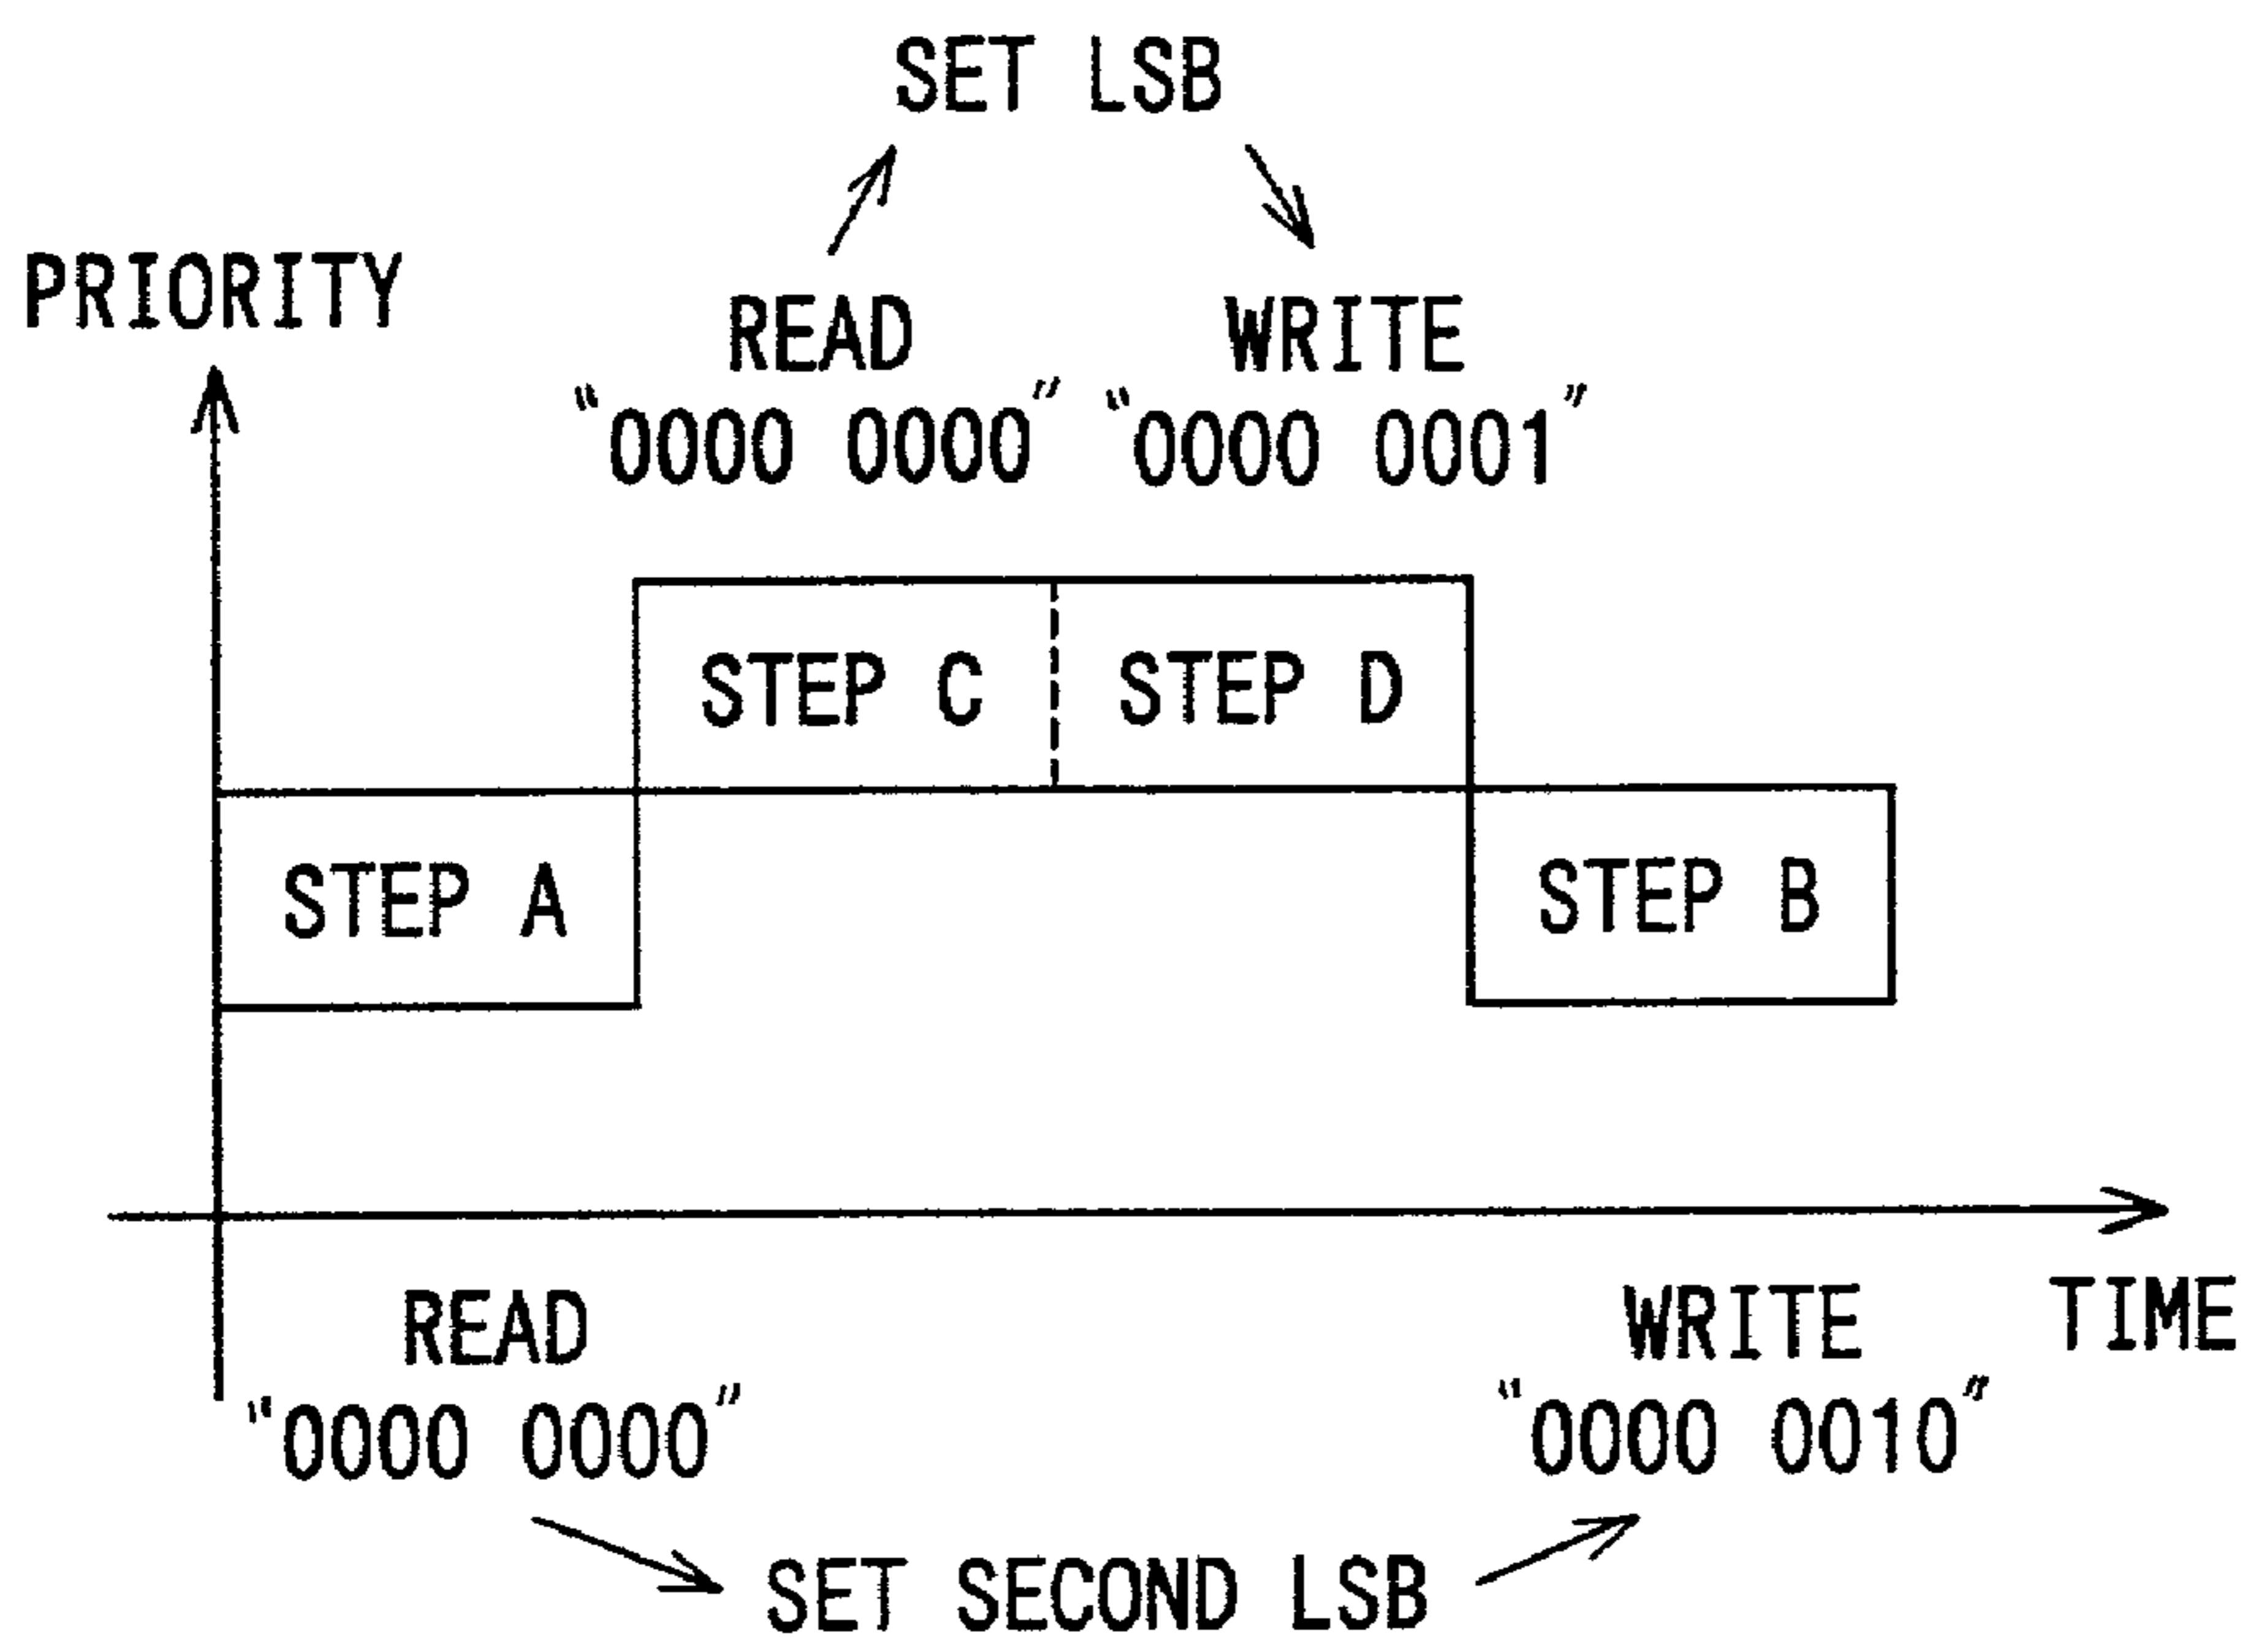 SET LSB
PRIORITY
READ WRITE
“0000 0000” “0000 0001”
STEP C STEP D
STEP A STEP B
READ WRITE TIME
“0000 0000” “0000 0010”
SET SECOND LSB